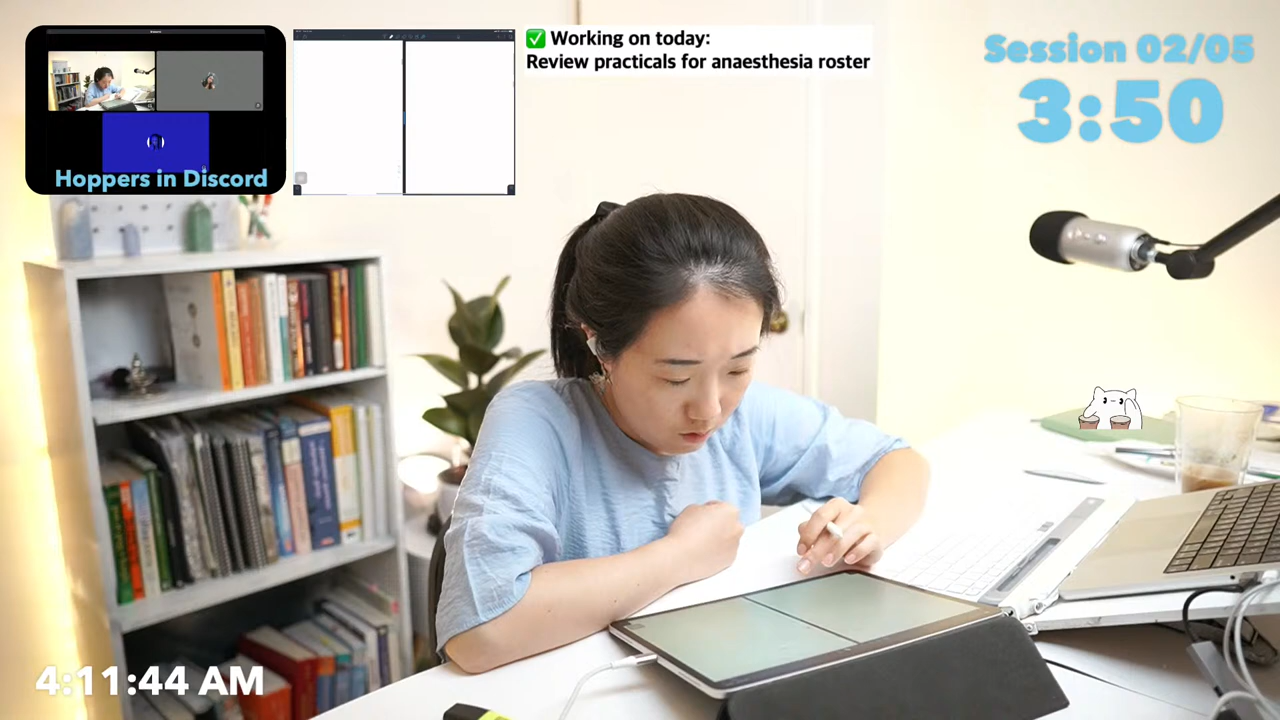 Hoppers in Discord
✅ Working on today:
Review practicals for anaesthesia roster
Session 02/05
3:50
4:11:44 AM